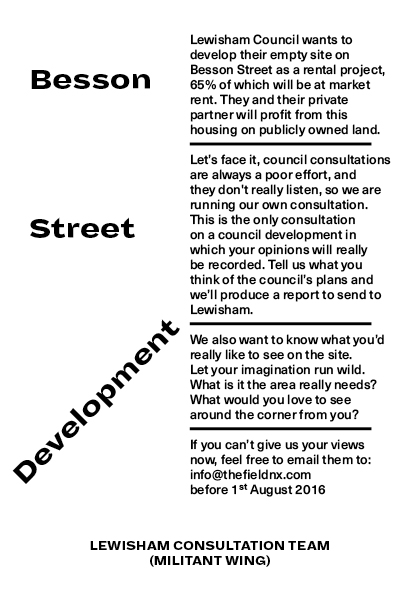 Besson
Street
Development
Lewisham Council wants to
develop their empty site on
Besson Street as a rental project,
65% of which will be at market
rent. They and their private
partner will profit from this
housing on publicly owned land.
Let's face it, council consultations
are always a poor effort, and
they don't really listen, so we are
running our own consultation.
This is the only consultation
on a council development in
which your opinions will really
be recorded. Tell us what you
think of the council's plans and
we'll produce a report to send to
Lewisham.
We also want to know what you'd
really like to see on the site.
Let your imagination run wild.
What is it the area really needs?
What would you love to see
around the corner from you?
If you can't give us your views
now, feel free to email them to:
info@thefieldnx.com
before 1st August 2016
LEWISHAM CONSULTATION TEAM
(MILITANT WING)